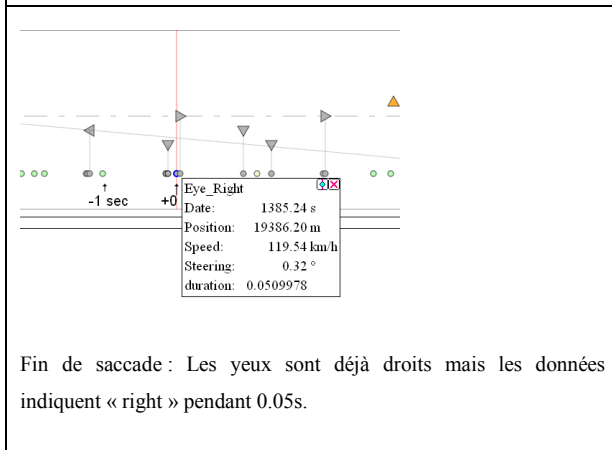 -1 sec +0
Eye_Right
Date: 1385.24 s
Position: 19386.20 m
Speed: 119.54 km/h
Steering: 0.32 °
duration: 0.0509978
Fin de saccade : Les yeux sont déjà droits mais les données
indiquent « right » pendant 0.05s.